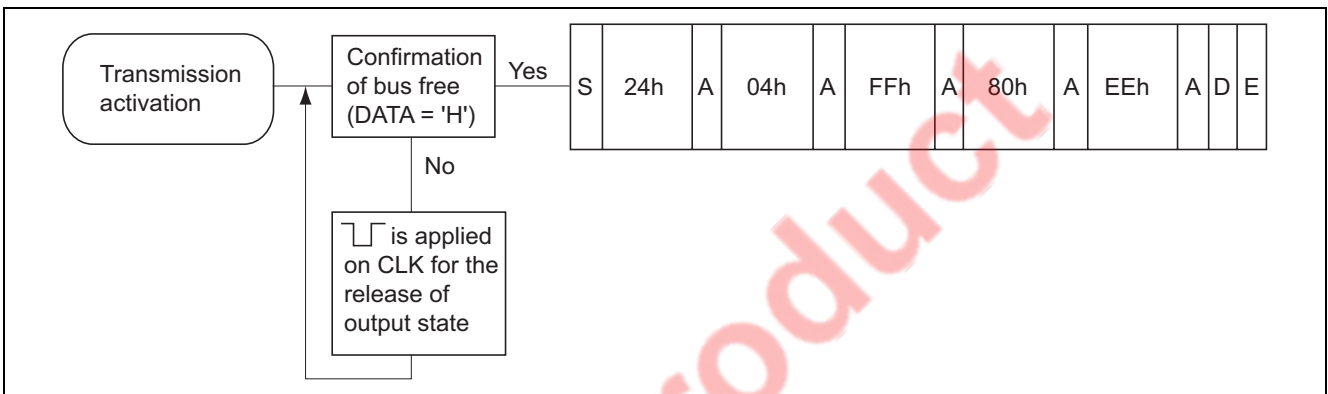 Transmission
activation
Confirmation
of bus free
(DATA = 'H')
Yes
S 24h A 04h A FFh A 80h A EEh A D E
No
is applied
on CLK for the
release of
output state
roduct